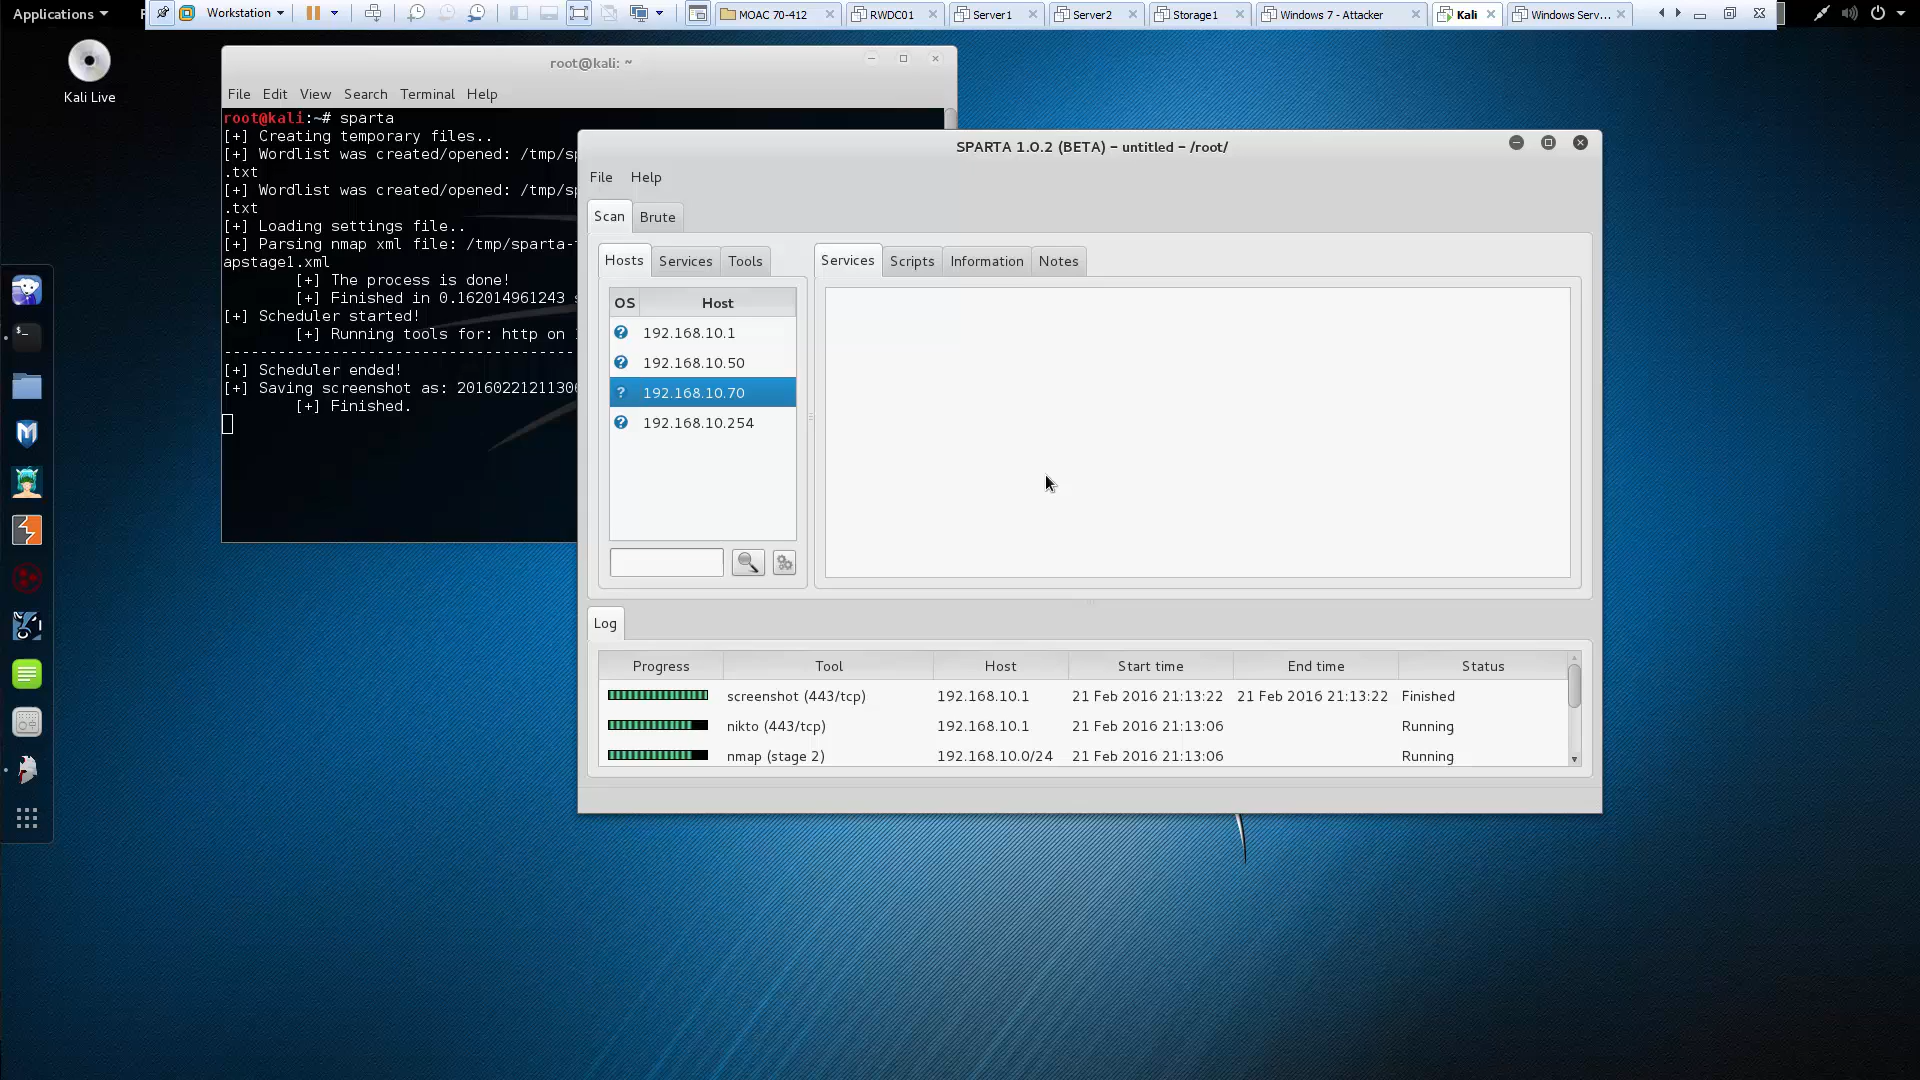 Applications
Workstation
MOAC 70-412
RWDC01
Server1
Server2
Storage1
Windows 7 - Attacker
Kali
Windows Serv...
Kali Live
root@kali: ~
File Edit View Search Terminal Help
root@kali:~# sparta
[+] Creating temporary files..
[+] Wordlist was created/opened: /tmp/sp
.txt
[+] Wordlist was created/opened: /tmp/sp
.txt
[+] Loading settings file..
[+] Parsing nmap xml file: /tmp/sparta-
apstage1.xml
[+] The process is done!
[+] Finished in 0.162014961243
[+] Scheduler started!
[+] Running tools for: http on
-----------------------------------------
[+] Scheduler ended!
[+] Saving screenshot as: 20160221211306
[+] Finished.
SPARTA 1.0.2 (BETA) - untitled - /root/
File Help
Scan Brute
Hosts Services Tools
Services Scripts Information Notes
OS Host
192.168.10.1
192.168.10.50
192.168.10.70
192.168.10.254
Log
Progress Tool Host Start time End time Status
screenshot (443/tcp) 192.168.10.1 21 Feb 2016 21:13:22 21 Feb 2016 21:13:22 Finished
nikto (443/tcp) 192.168.10.1 21 Feb 2016 21:13:06 Running
nmap (stage 2) 192.168.10.0/24 21 Feb 2016 21:13:06 Running